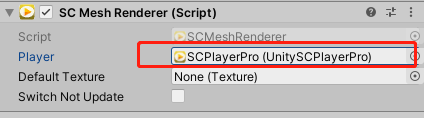 SC Mesh Renderer (Script)
Script SCMeshRenderer
Player SCPlayerPro (UnitySCPlayerPro)
Default Texture None (Texture)
Switch Not Update